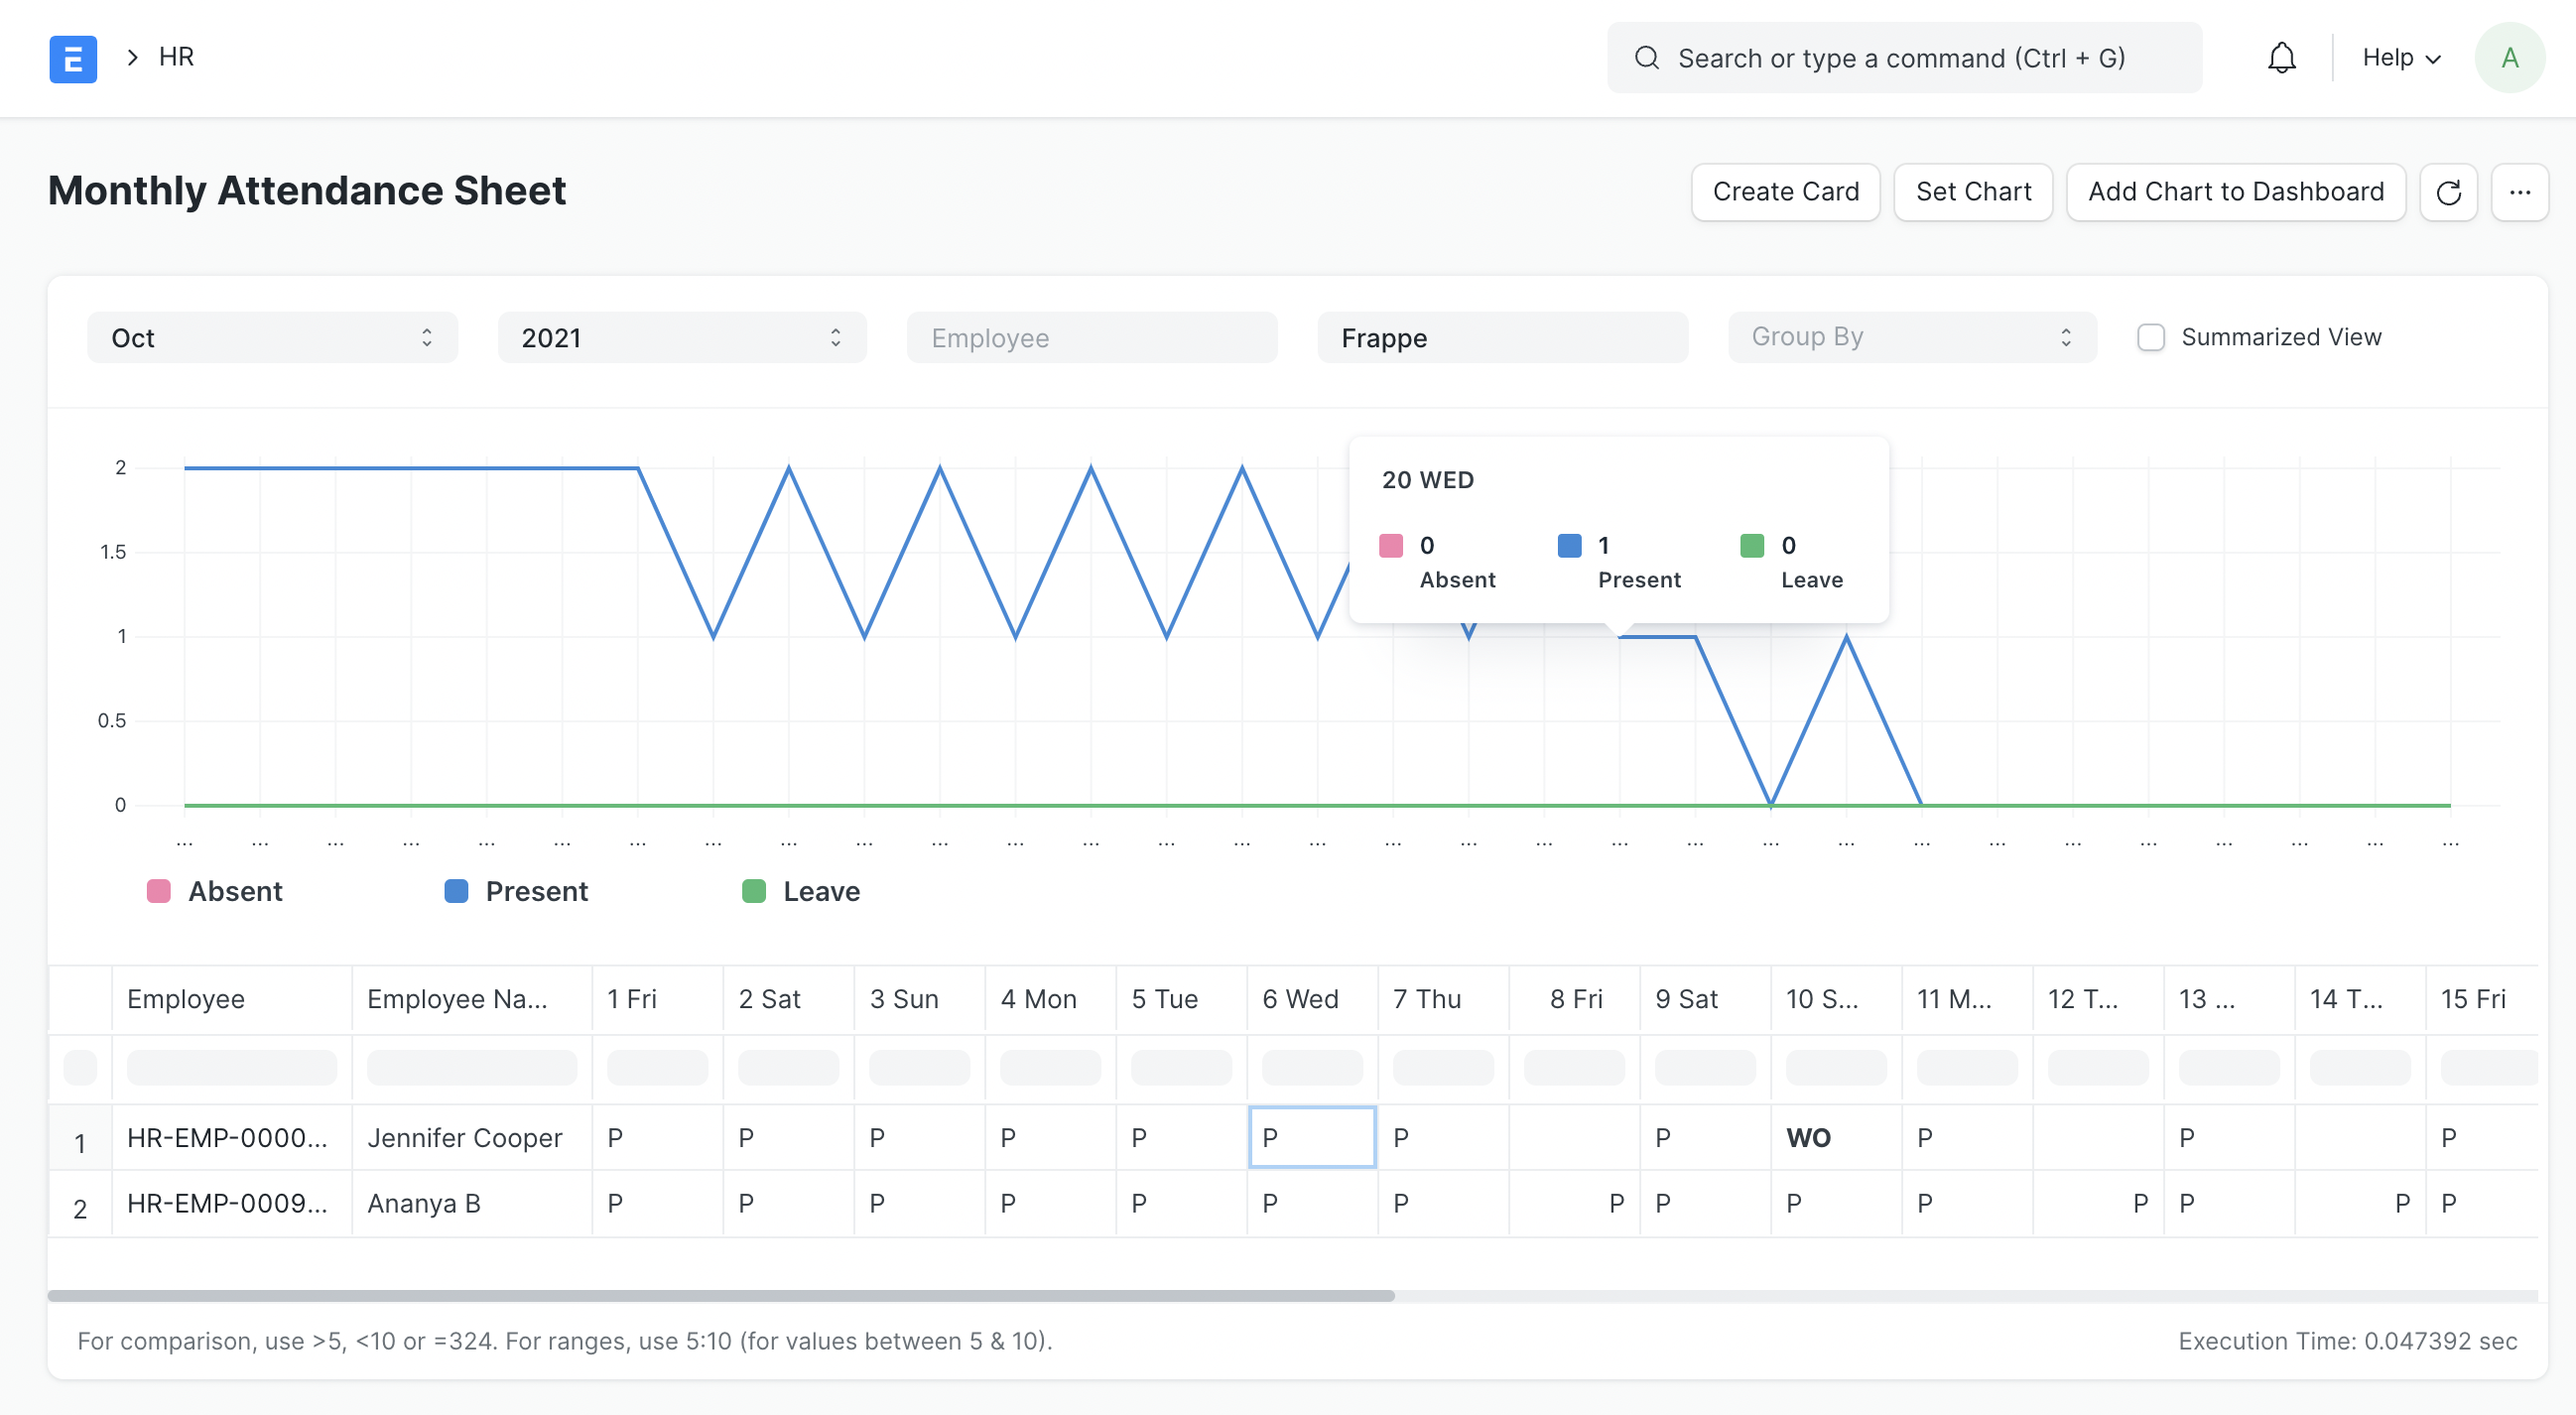 E > HR Search or type a command (Ctrl + G) Help A
Monthly Attendance Sheet Create Card Set Chart Add Chart to Dashboard ...
Oct 2021 Employee Frappe Group By Summarized View
20 WED
0 1 0
Absent Present Leave
2
1.5
1
0.5
0
... ... ... ... ... ... ... ... ... ... ... ... ... ... ... ... ... ... ... ... ... ... ... ... ... ... ... ... ... ... ...
Absent Present Leave
Employee Employee Na... 1 Fri 2 Sat 3 Sun 4 Mon 5 Tue 6 Wed 7 Thu 8 Fri 9 Sat 10 S... 11 M... 12 T... 13 ... 14 T... 15 Fri
1 HR-EMP-0000... Jennifer Cooper P P P P P P P P WO P P P
2 HR-EMP-0009... Ananya B P P P P P P P P P P P P P P P
For comparison, use >5, <10 or =324. For ranges, use 5:10 (for values between 5 & 10). Execution Time: 0.047392 sec